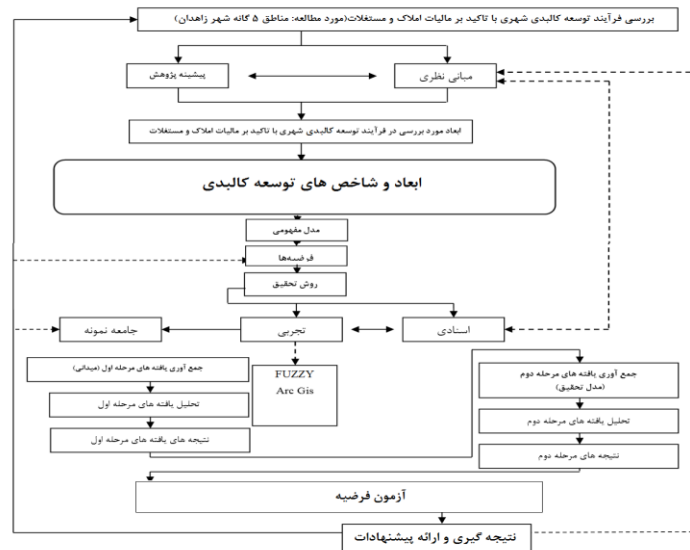 بررسی فرآیند توسعه کالبدی شهری با تاکید بر مالیات املاک و مستغلات(مورد مطالعه: مناطق ۵ گانه شهر زاهدان)
مبانی نظری
پیشینه پژوهش
ابعاد مورد بررسی در فرآیند توسعه کالبدی شهری با تاکید بر مالیات املاک و مستغلات
ابعاد و شاخص های توسعه کالبدی
مدل مفهومی
فرضیه‌ها
روش تحقیق
اسنادی
تجربی
جامعه نمونه
جمع آوری یافته های مرحله اول (میدانی)
تحلیل یافته های مرحله اول
نتیجه های یافته های مرحله اول
FUZZY
Arc Gis
جمع آوری یافته های مرحله دوم
(مدل تحقیق)
تحلیل یافته های مرحله دوم
نتیجه های مرحله دوم
آزمون فرضیه
نتیجه گیری و ارائه پیشنهادات